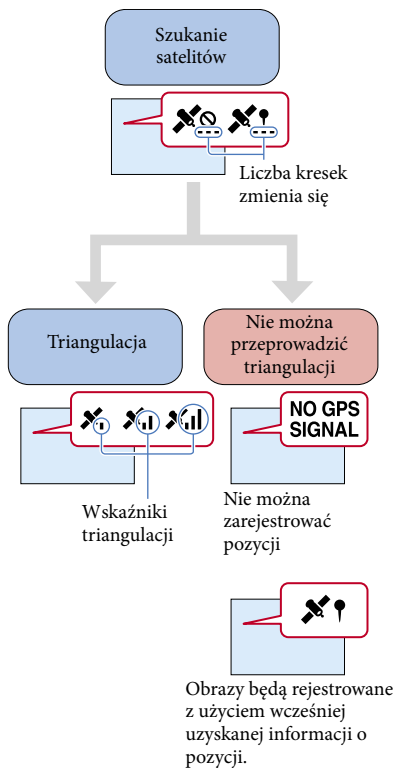 Szukanie
satelitów
Liczba kresek
zmienia się
Triangulacja
Nie można
przeprowadzić
triangulacji
NO GPS
SIGNAL
Wskaźniki
triangulacji
Nie można
zarejestrować
pozycji
Obrazy będą rejestrowane
z użyciem wcześniej
uzyskanej informacji o
pozycji.